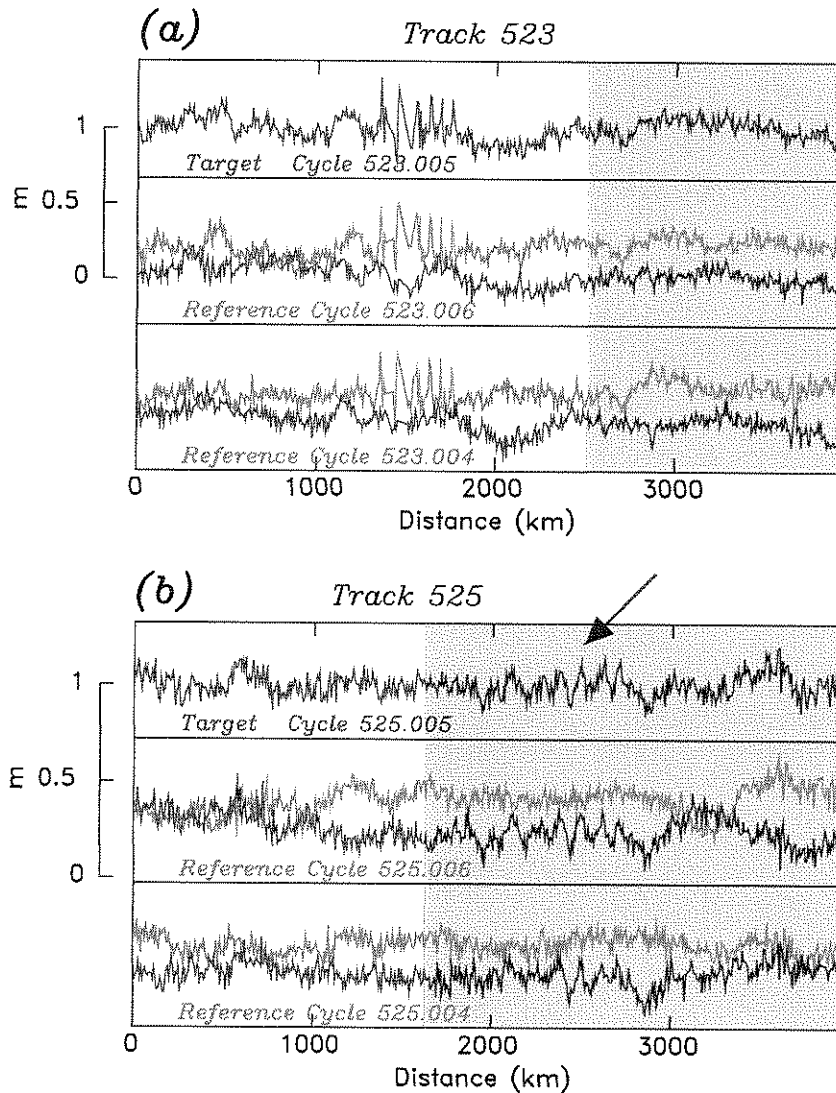 (a)
Track 523
1
m 0.5
0
Target Cycle 523.005
Reference Cycle 523.006
Reference Cycle 523.004
0 1000 2000 3000
Distance (km)
(b)
Track 525
1
m 0.5
0
Target Cycle 525.005
Reference Cycle 525.006
Reference Cycle 525.004
0 1000 2000 3000
Distance (km)